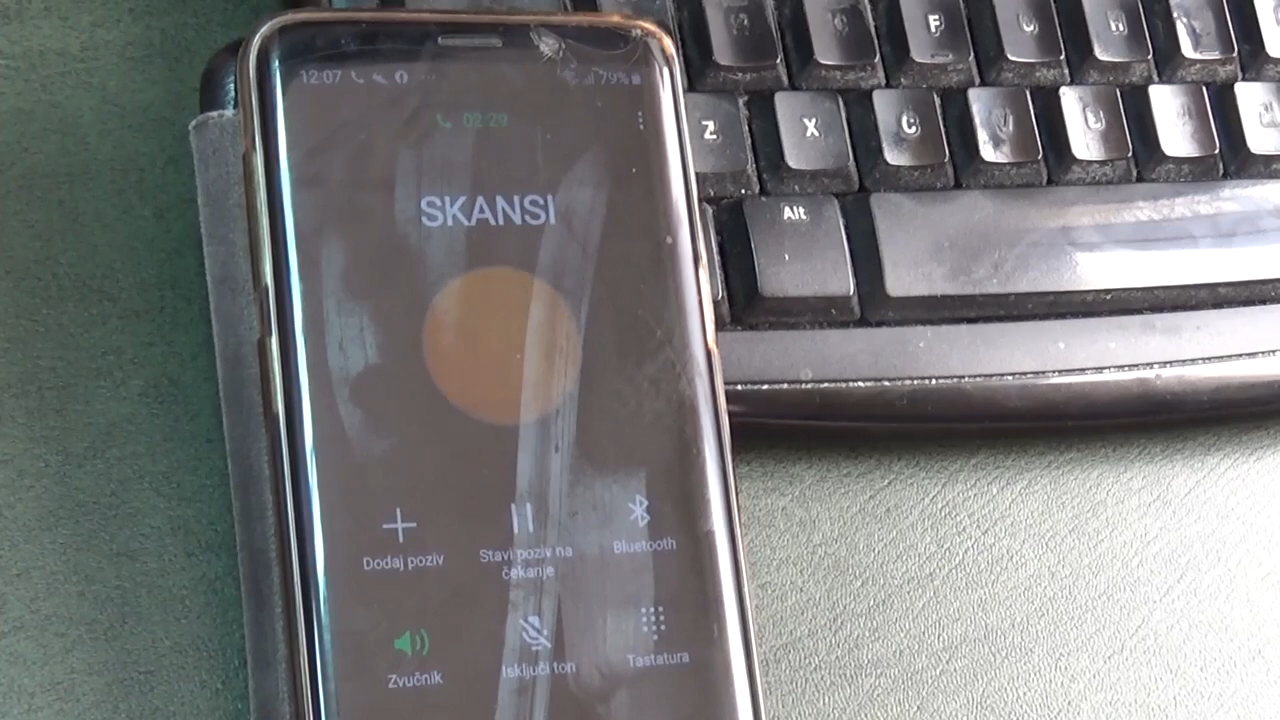 12:07
79%
02:29
SKANSI
Dodaj poziv
Stavi poziv na
čekanje
Bluetooth
Zvučnik
Isključi ton
Tastatura
F
Z
X
C
V
Alt